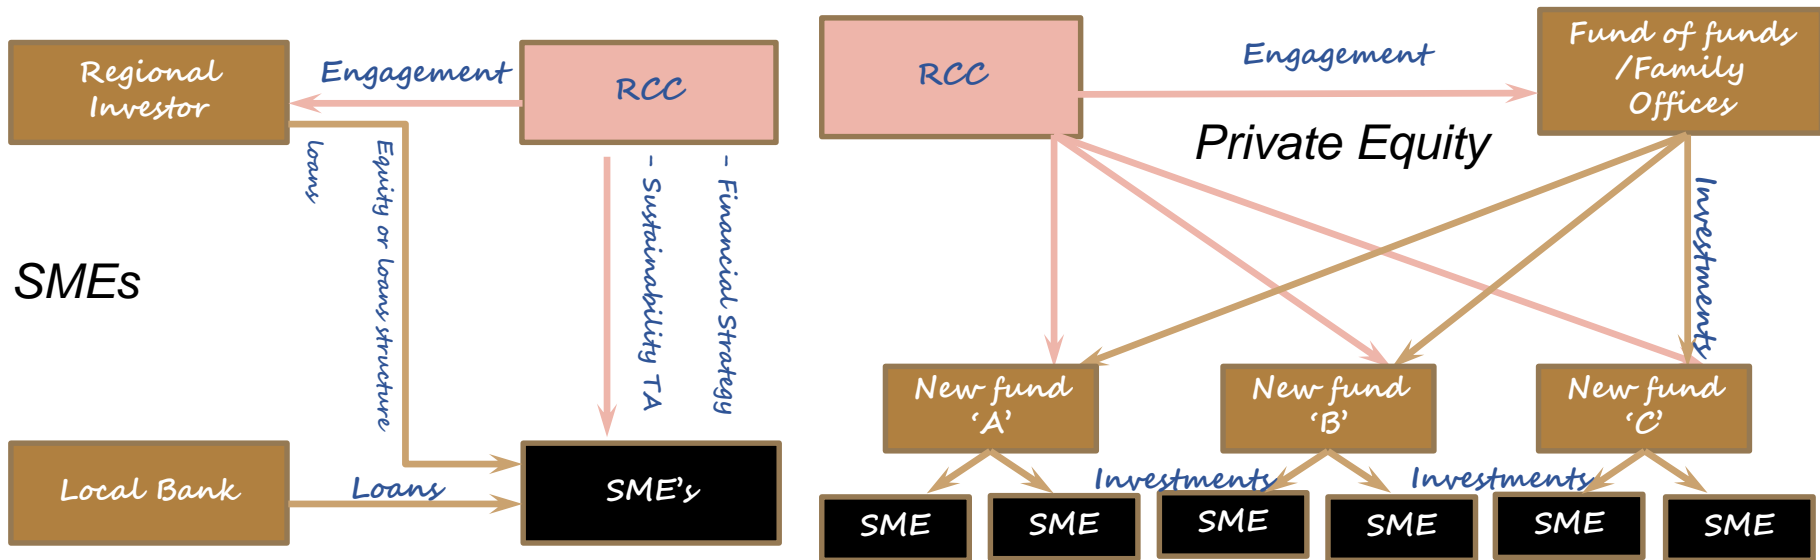 Regional
Investor
Engagement
RCC
Equity or loans structure
loans
- Financial Strategy
- Sustainability TA
SMEs
Local Bank
Loans
SME's
RCC
Engagement
Fund of funds
/Family
Offices
Private Equity
Investments
New fund
‘A’
New fund
‘B’
New fund
‘C’
Investments
Investments
SME
SME
SME
SME
SME
SME